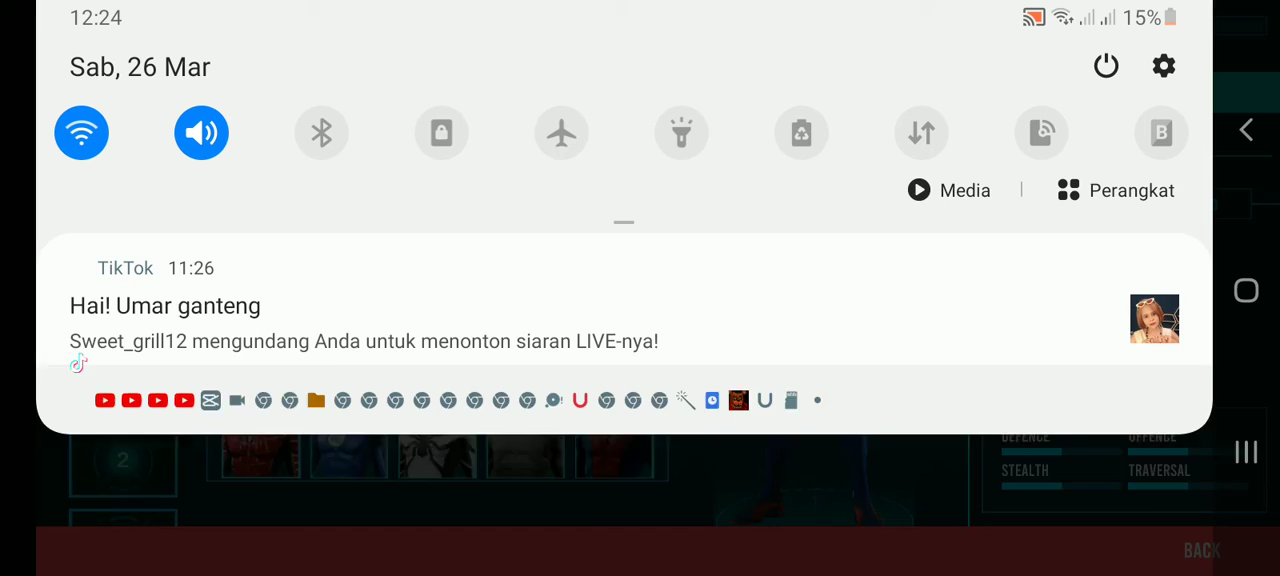 12:24
15%
Sab, 26 Mar
Media
Perangkat
TikTok 11:26
Hai! Umar ganteng
Sweet_grill12 mengundang Anda untuk menonton siaran LIVE-nya!
2
DEFENCE
OFFENCE
STEALTH
TRAVERSAL
BACK